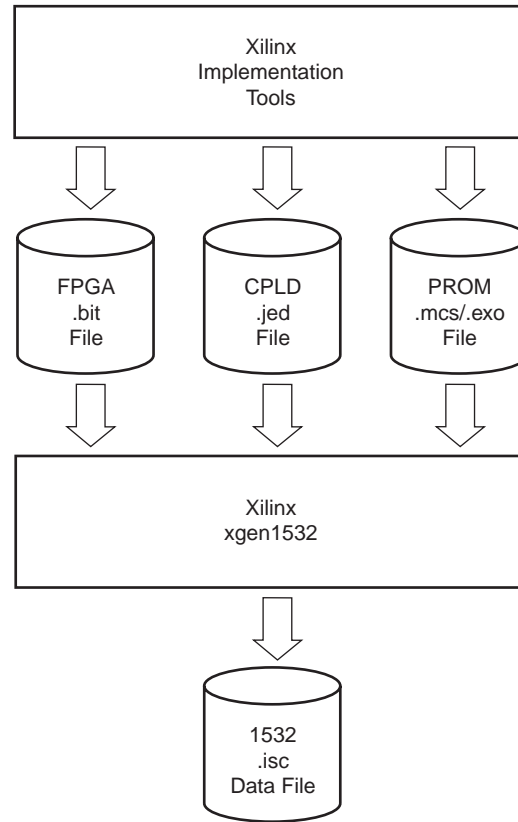 Xilinx
Implementation
Tools
FPGA
.bit
File
CPLD
.jed
File
PROM
.mcs/.exo
File
Xilinx
xgen1532
1532
.isc
Data File